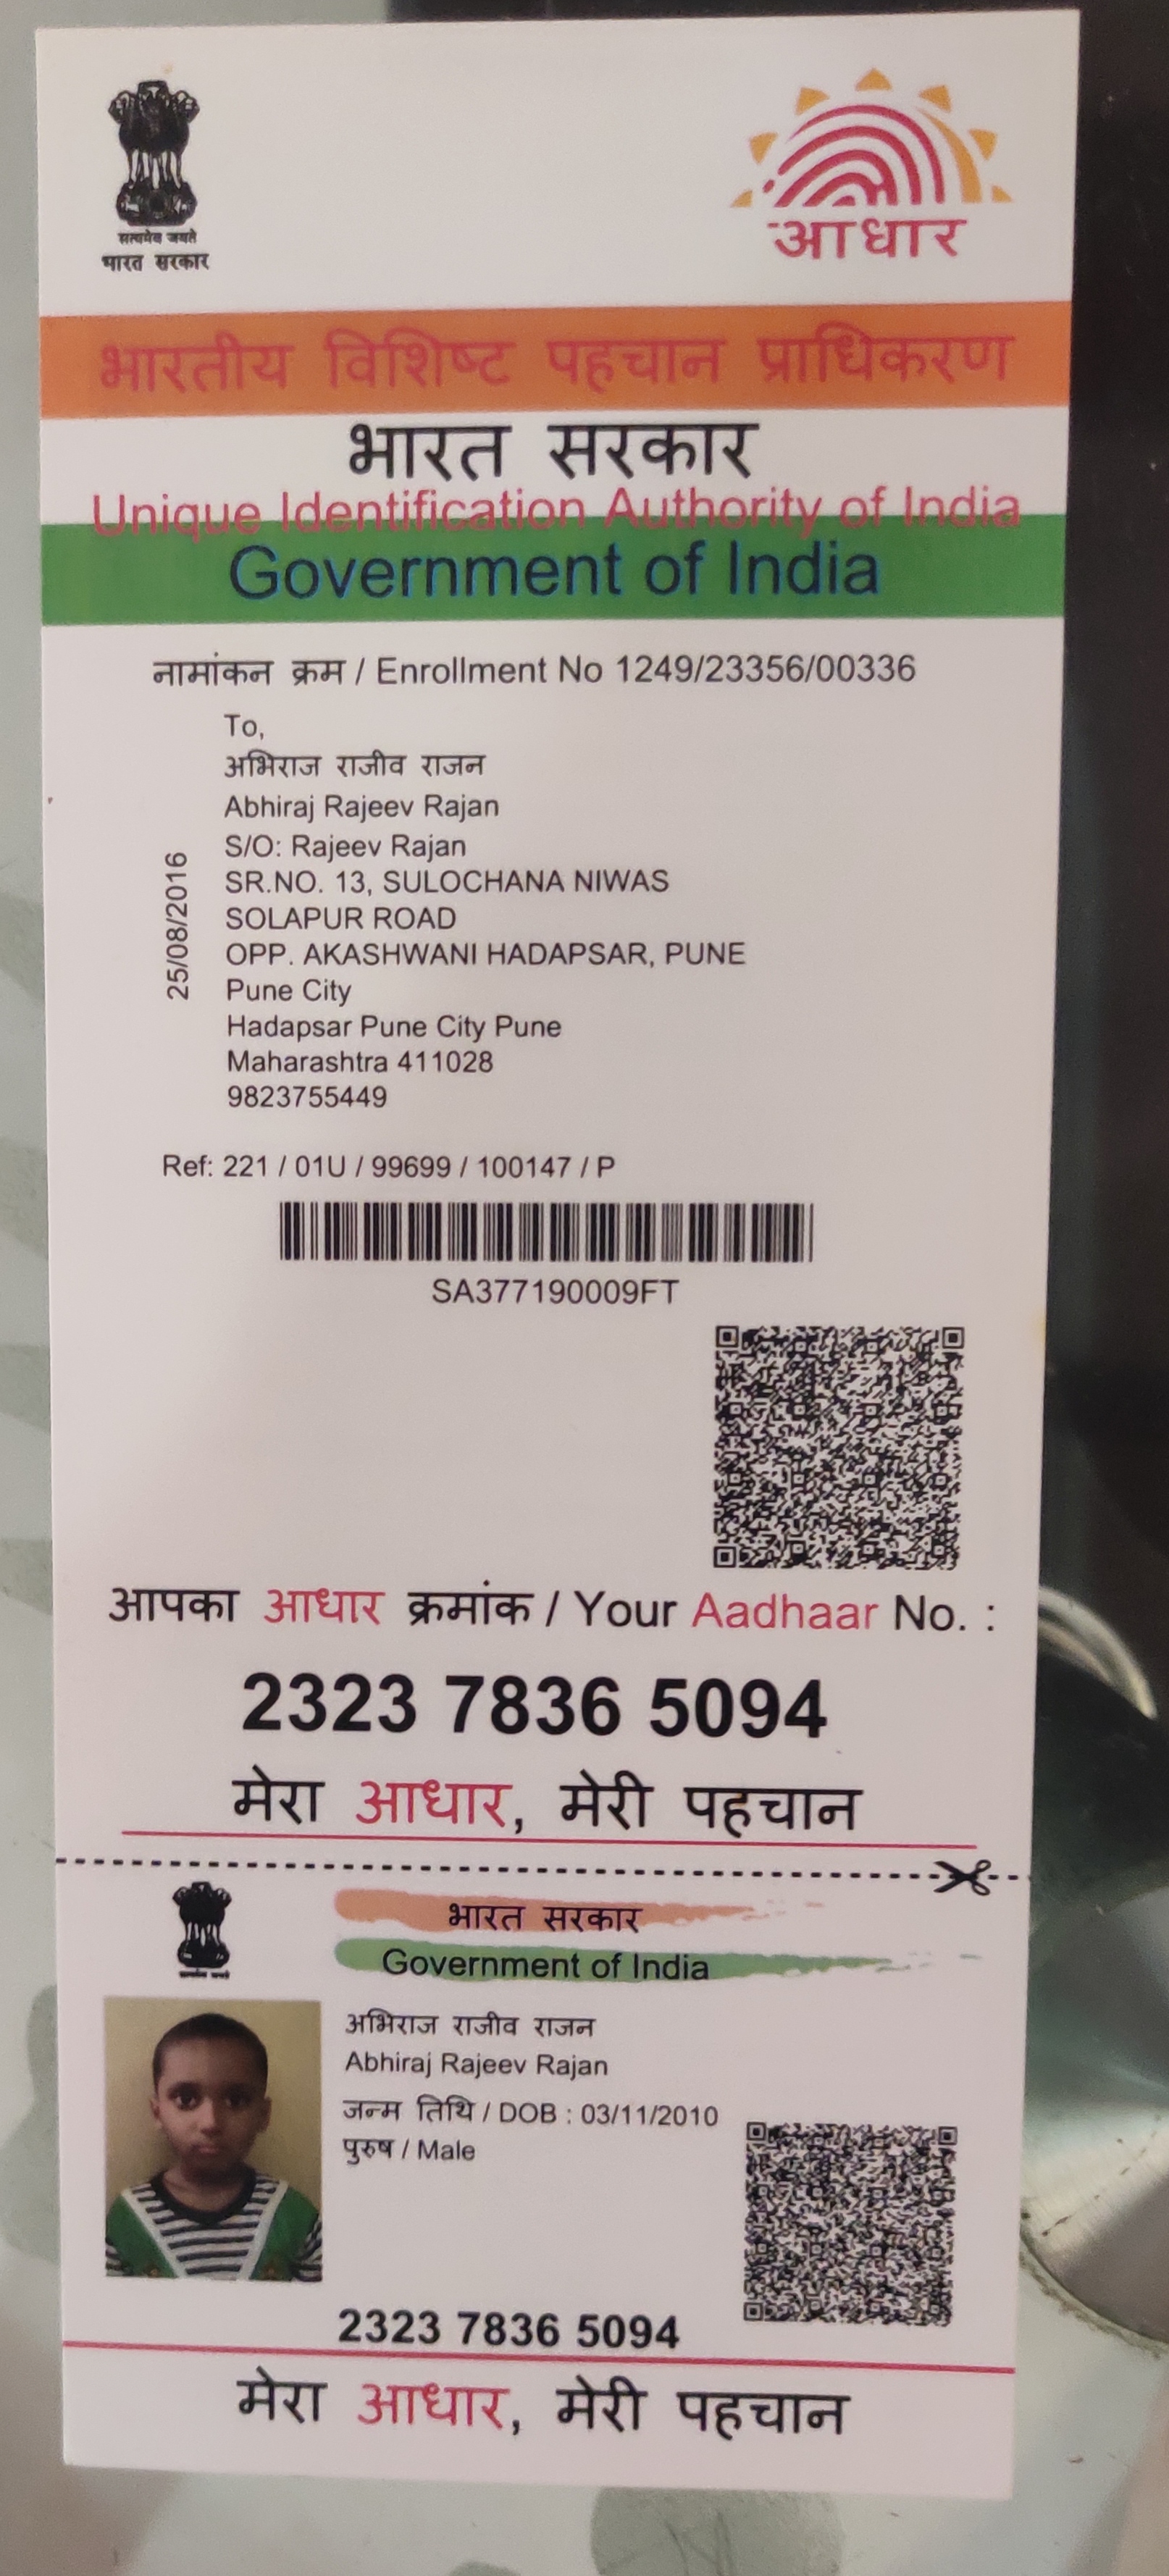 सत्यमेव जयते
भारत सरकार
आधार
भारतीय विशिष्ट पहचान प्राधिकरण
भारत सरकार
Unique Identification Authority of India
Government of India
नामांकन क्रम / Enrollment No 1249/23356/00336
To,
अभिराज राजीव राजन
Abhiraj Rajeev Rajan
S/O: Rajeev Rajan
SR.NO. 13, SULOCHANA NIWAS
SOLAPUR ROAD
OPP. AKASHWANI HADAPSAR, PUNE
Pune City
Hadapsar Pune City Pune
Maharashtra 411028
9823755449
25/08/2016
Ref: 221 / 01U / 99699 / 100147 / P
SA377190009FT
आपका आधार क्रमांक / Your Aadhaar No. :
2323 7836 5094
मेरा आधार, मेरी पहचान
भारत सरकार
Government of India
अभिराज राजीव राजन
Abhiraj Rajeev Rajan
जन्म तिथि / DOB : 03/11/2010
पुरुष / Male
2323 7836 5094
मेरा आधार, मेरी पहचान